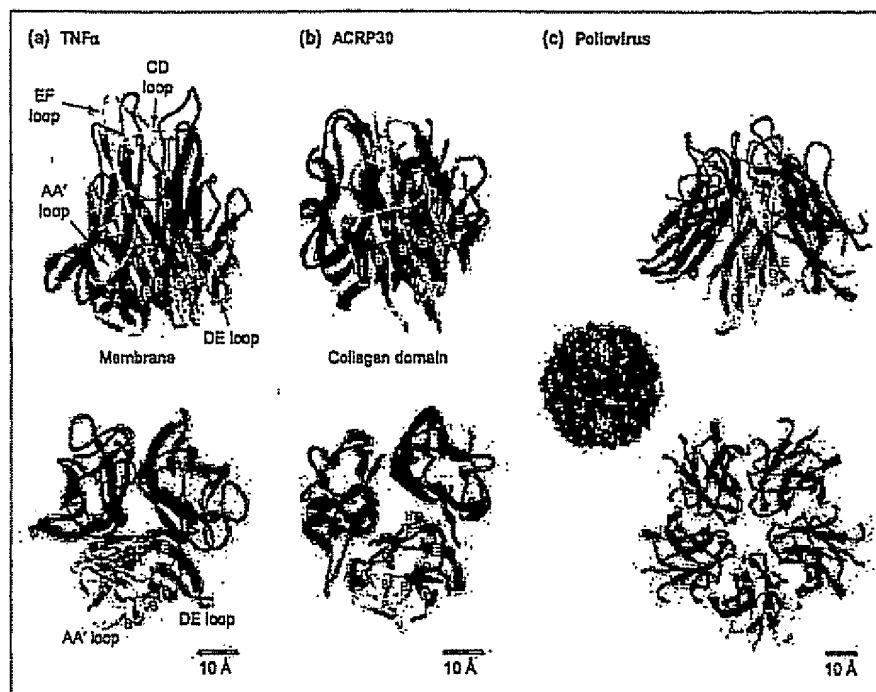 (a) TNFα
(b) ACRP30
(c) Poliovirus
CD
loop
EF
loop
AA′
loop
DE loop
Membrane
Collagen domain
AA′ loop
DE loop
10 Å
10 Å
10 Å